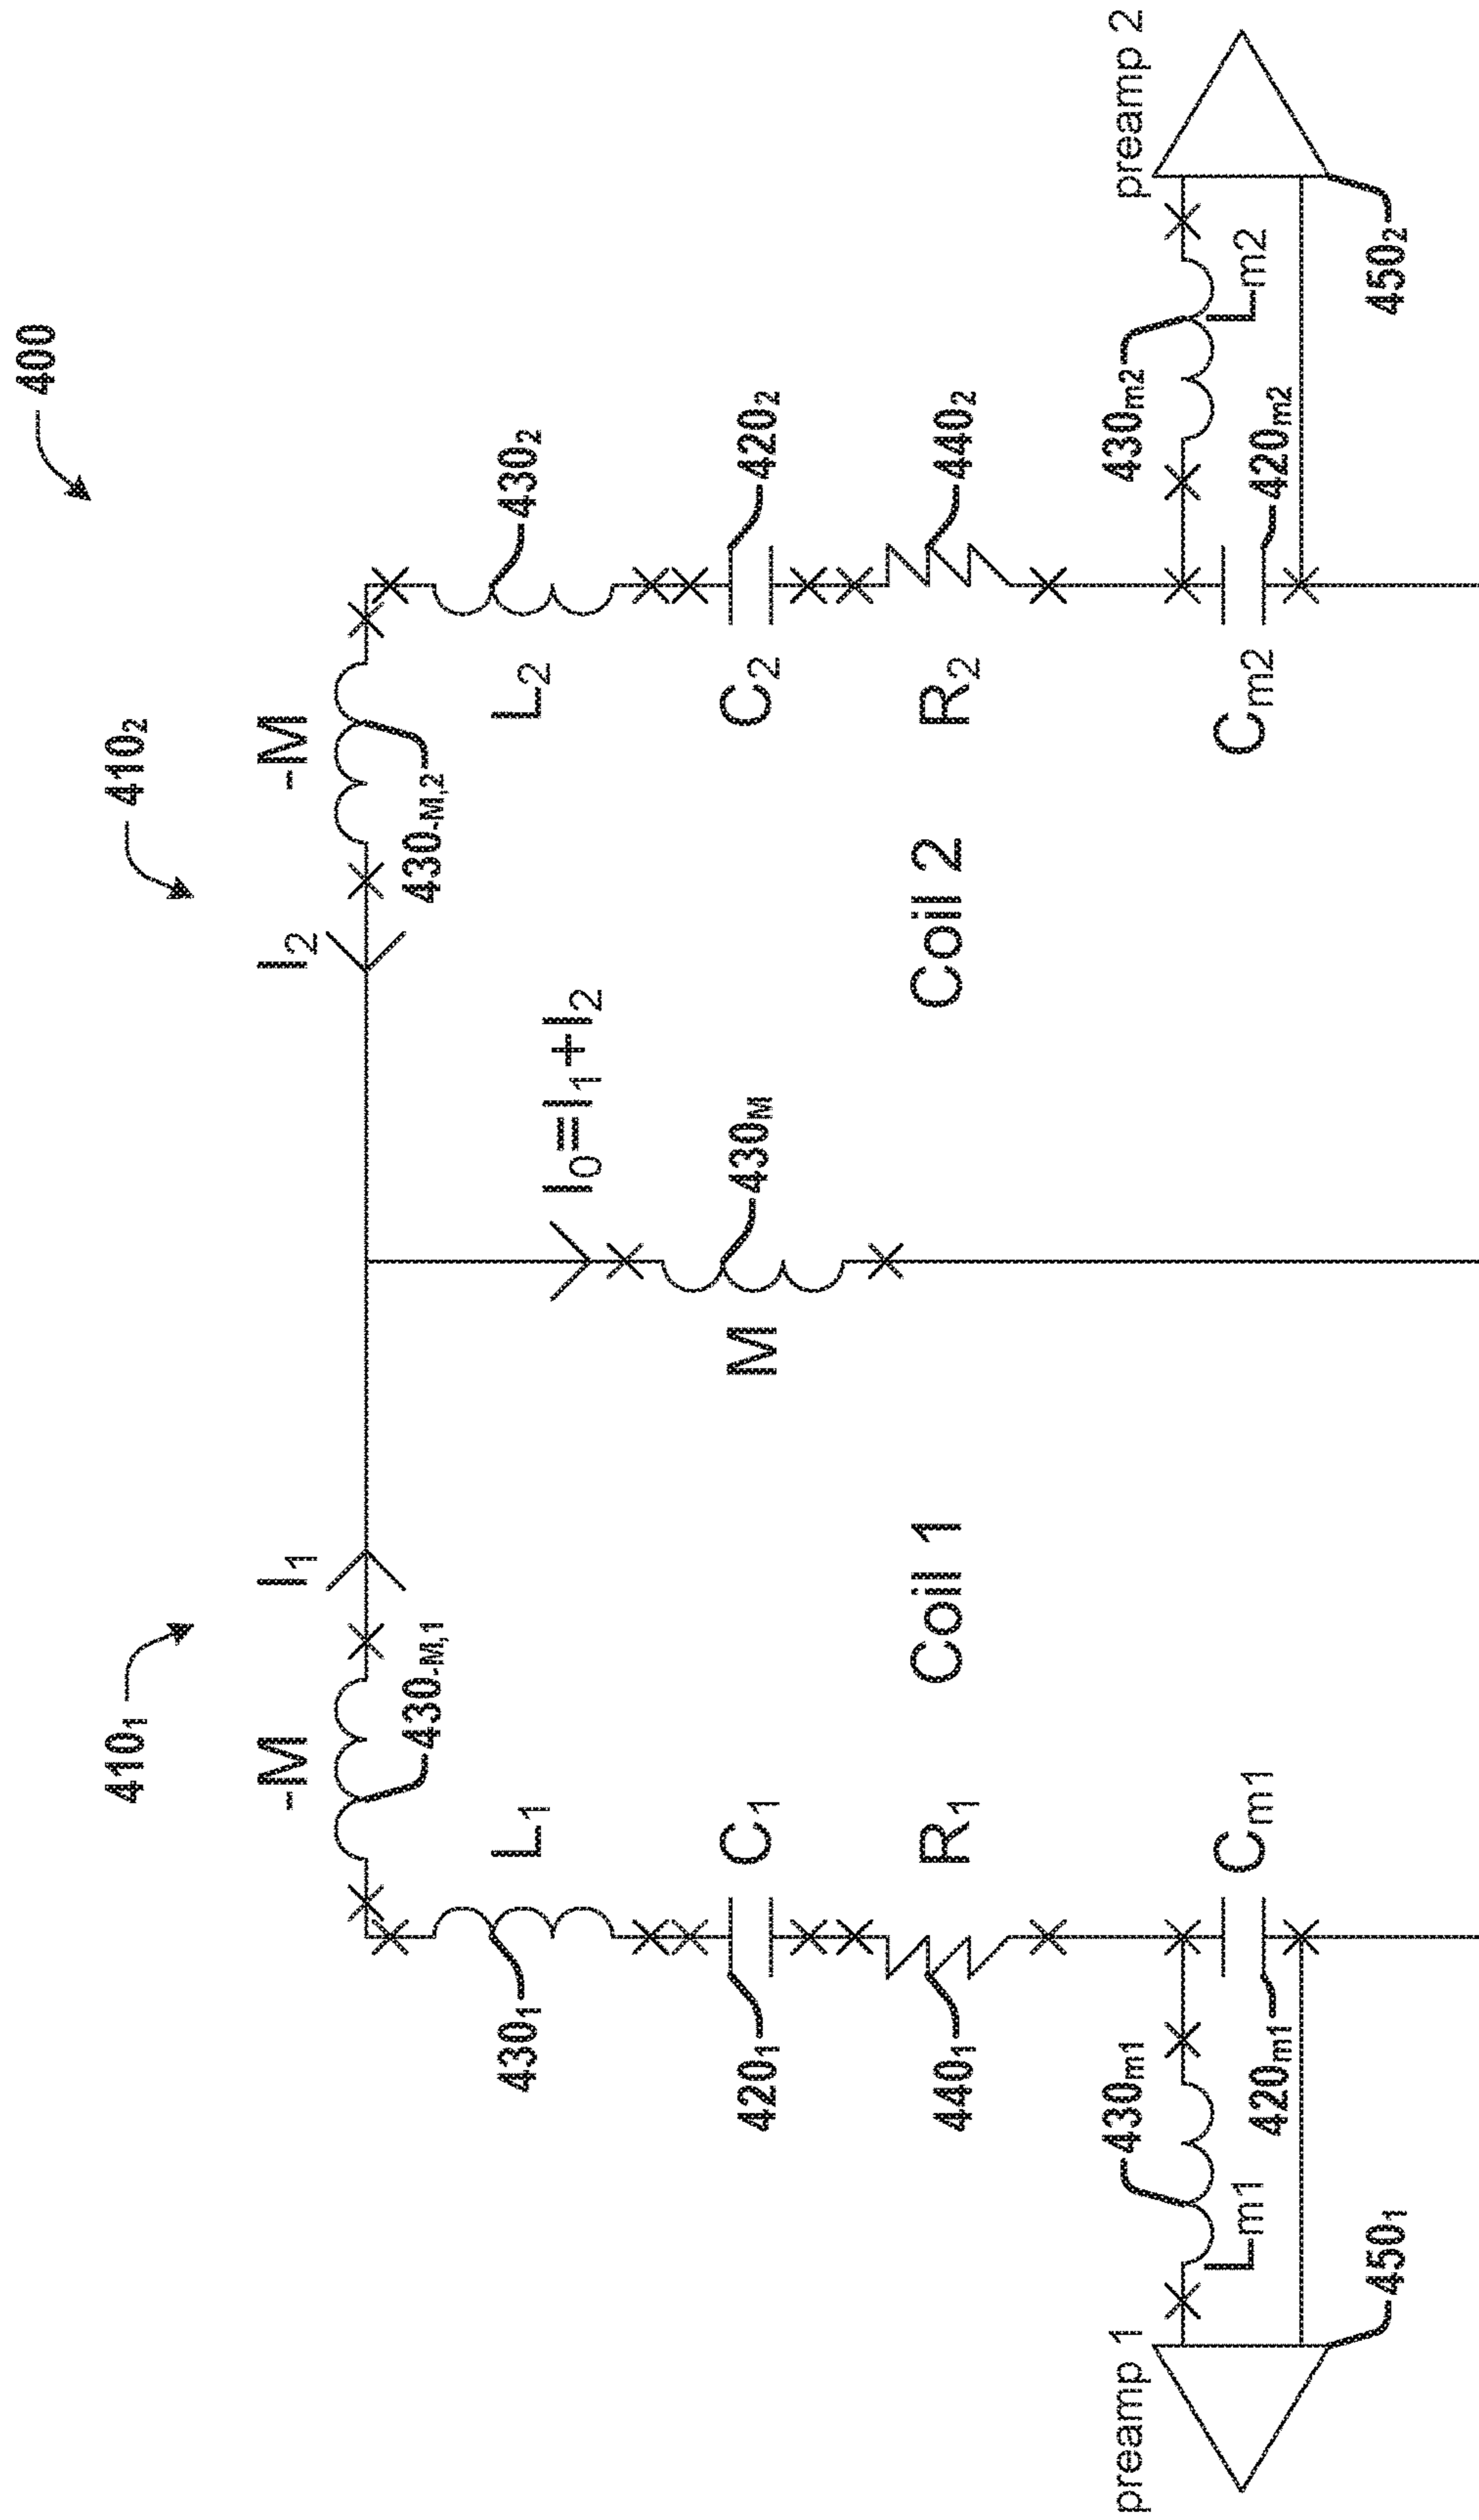 400
410₁
410₂
-M
I₁
I₂
-M
430-M,1
430-M,2
430₁
L₁
I₀=I₁+I₂
L₂
430₂
420₁
C₁
M
430M
C₂
420₂
440₁
R₁
Coil 1
Coil 2
R₂
440₂
preamp 1
430m1
430m2
preamp 2
Lm1
420m1
Cm1
Cm2
420m2
Lm2
450₁
450₂